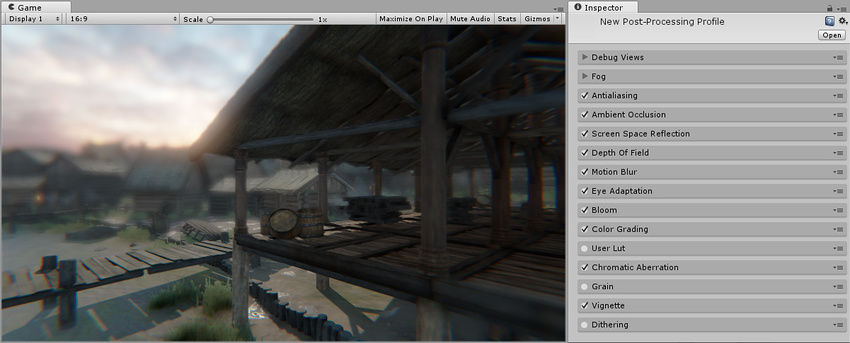 Game
Display 1 16:9 Scale 1x Maximize On Play Mute Audio Stats Gizmos
Inspector
New Post-Processing Profile
Open
Debug Views
Fog
Antialiasing
Ambient Occlusion
Screen Space Reflection
Depth Of Field
Motion Blur
Eye Adaptation
Bloom
Color Grading
User Lut
Chromatic Aberration
Grain
Vignette
Dithering